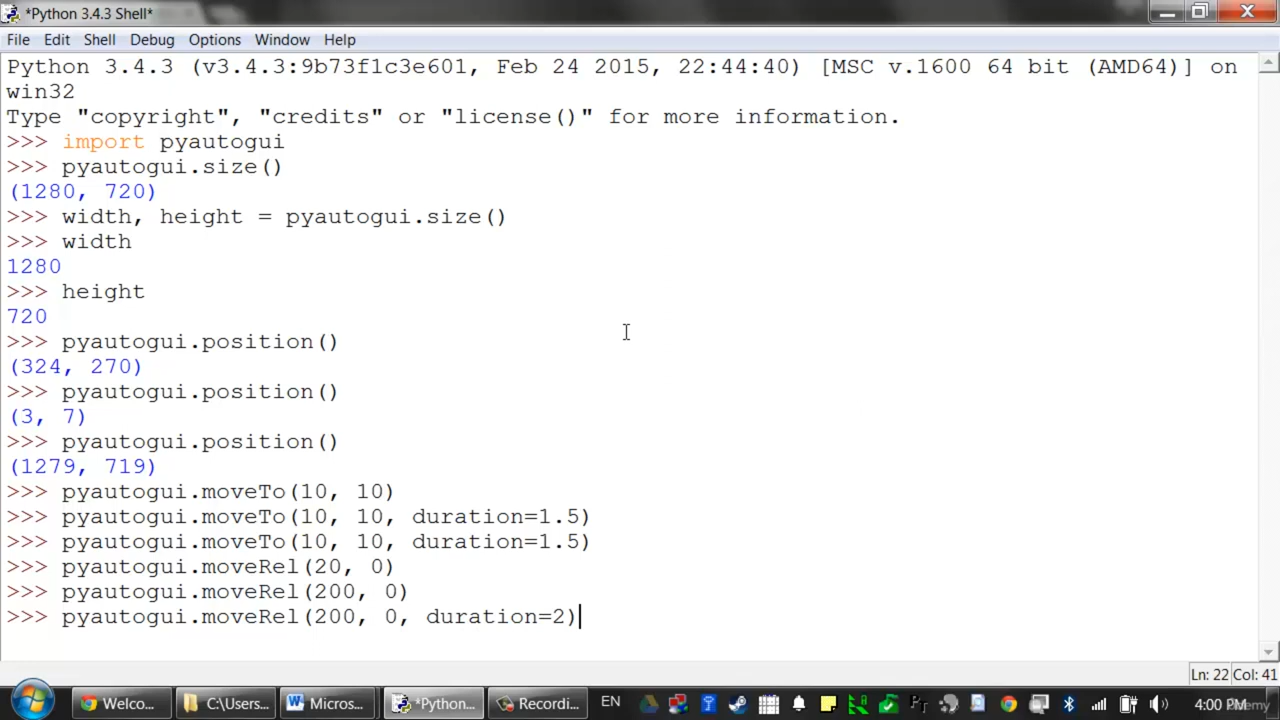 *Python 3.4.3 Shell*
File Edit Shell Debug Options Window Help
Python 3.4.3 (v3.4.3:9b73f1c3e601, Feb 24 2015, 22:44:40) [MSC v.1600 64 bit (AMD64)] on
win32
Type "copyright", "credits" or "license()" for more information.
>>> import pyautogui
>>> pyautogui.size()
(1280, 720)
>>> width, height = pyautogui.size()
>>> width
1280
>>> height
720
>>> pyautogui.position()
(324, 270)
>>> pyautogui.position()
(3, 7)
>>> pyautogui.position()
(1279, 719)
>>> pyautogui.moveTo(10, 10)
>>> pyautogui.moveTo(10, 10, duration=1.5)
>>> pyautogui.moveTo(10, 10, duration=1.5)
>>> pyautogui.moveRel(20, 0)
>>> pyautogui.moveRel(200, 0)
>>> pyautogui.moveRel(200, 0, duration=2)
Ln: 22 Col: 41
Welco... C:\Users... Micros... *Python... Recordi... EN 4:00 PM